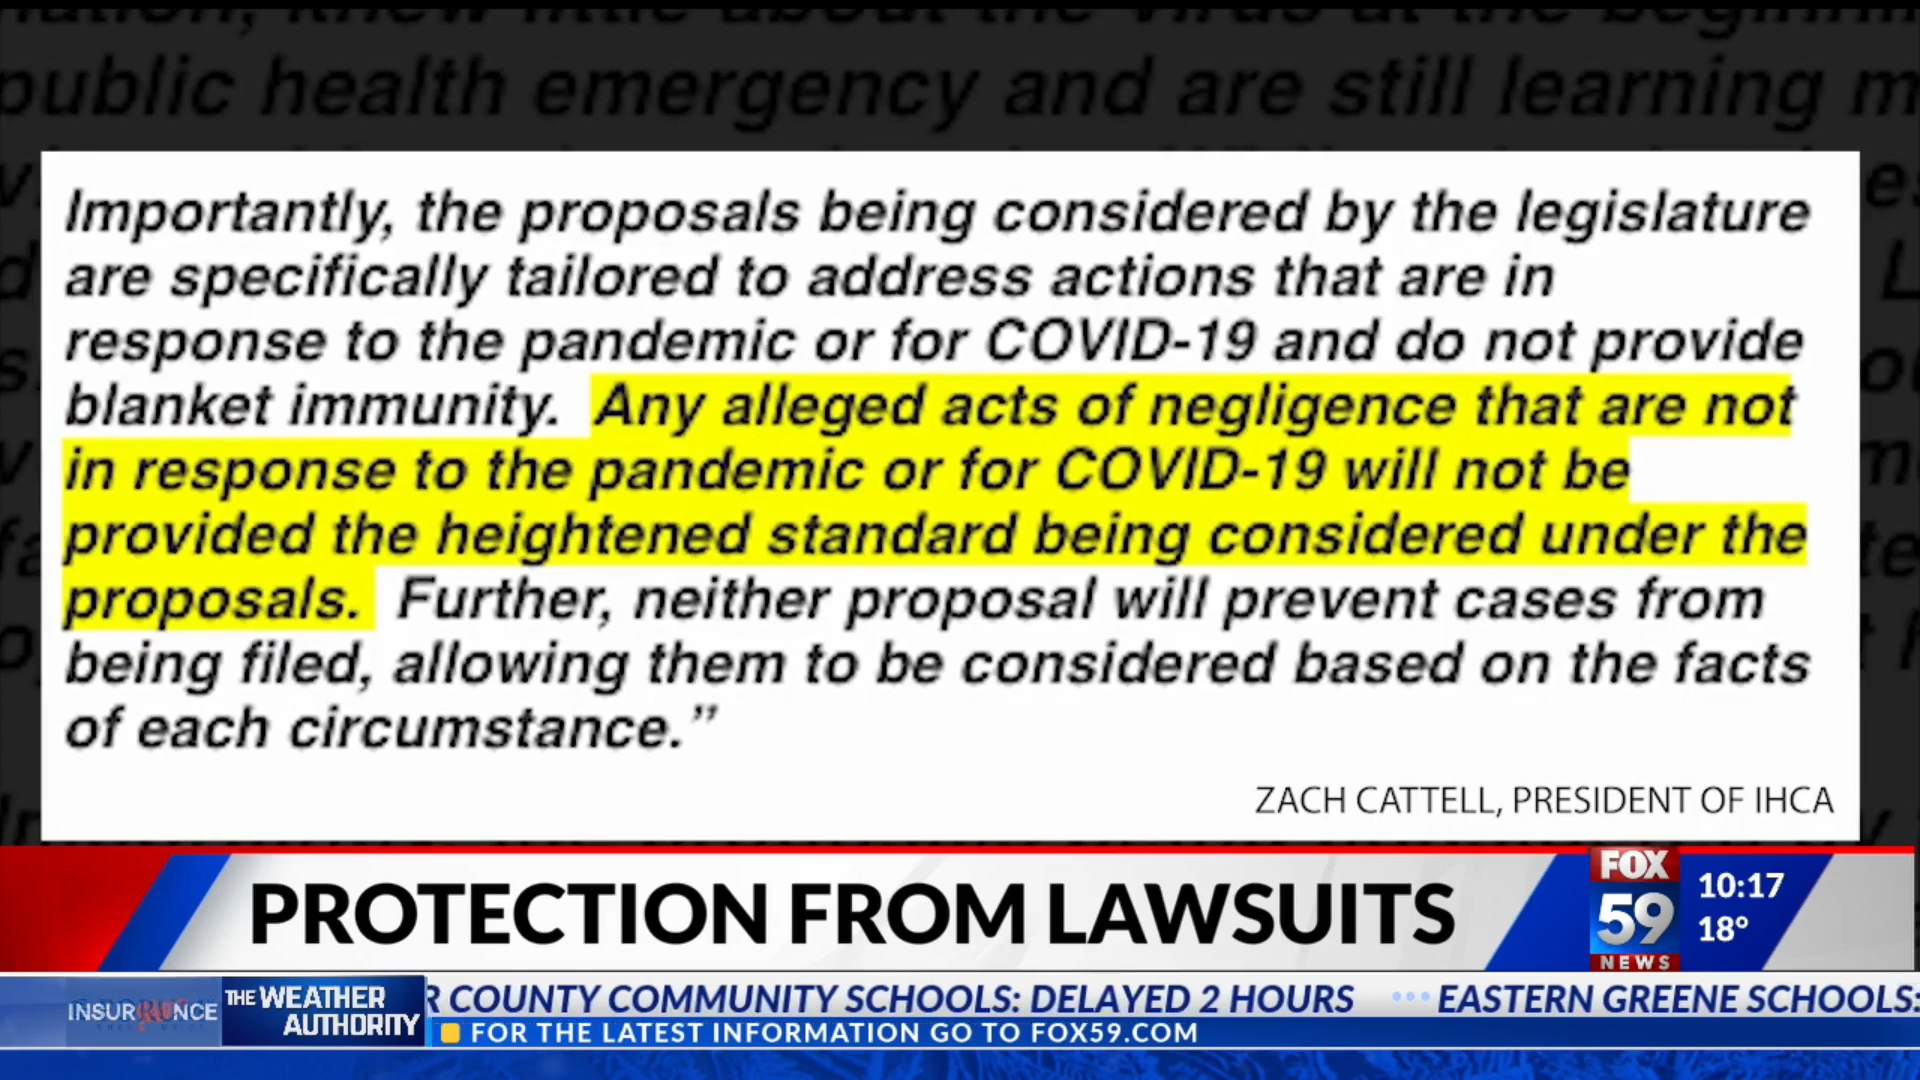 public health emergency and are still learning m
Importantly, the proposals being considered by the legislature
are specifically tailored to address actions that are in
response to the pandemic or for COVID-19 and do not provide
blanket immunity. Any alleged acts of negligence that are not
in response to the pandemic or for COVID-19 will not be
provided the heightened standard being considered under the
proposals. Further, neither proposal will prevent cases from
being filed, allowing them to be considered based on the facts
of each circumstance.”
ZACH CATTELL, PRESIDENT OF IHCA
PROTECTION FROM LAWSUITS
FOX
59
NEWS
10:17
18°
THE WEATHER
AUTHORITY
R COUNTY COMMUNITY SCHOOLS: DELAYED 2 HOURS ••• EASTERN GREENE SCHOOLS:
FOR THE LATEST INFORMATION GO TO FOX59.COM